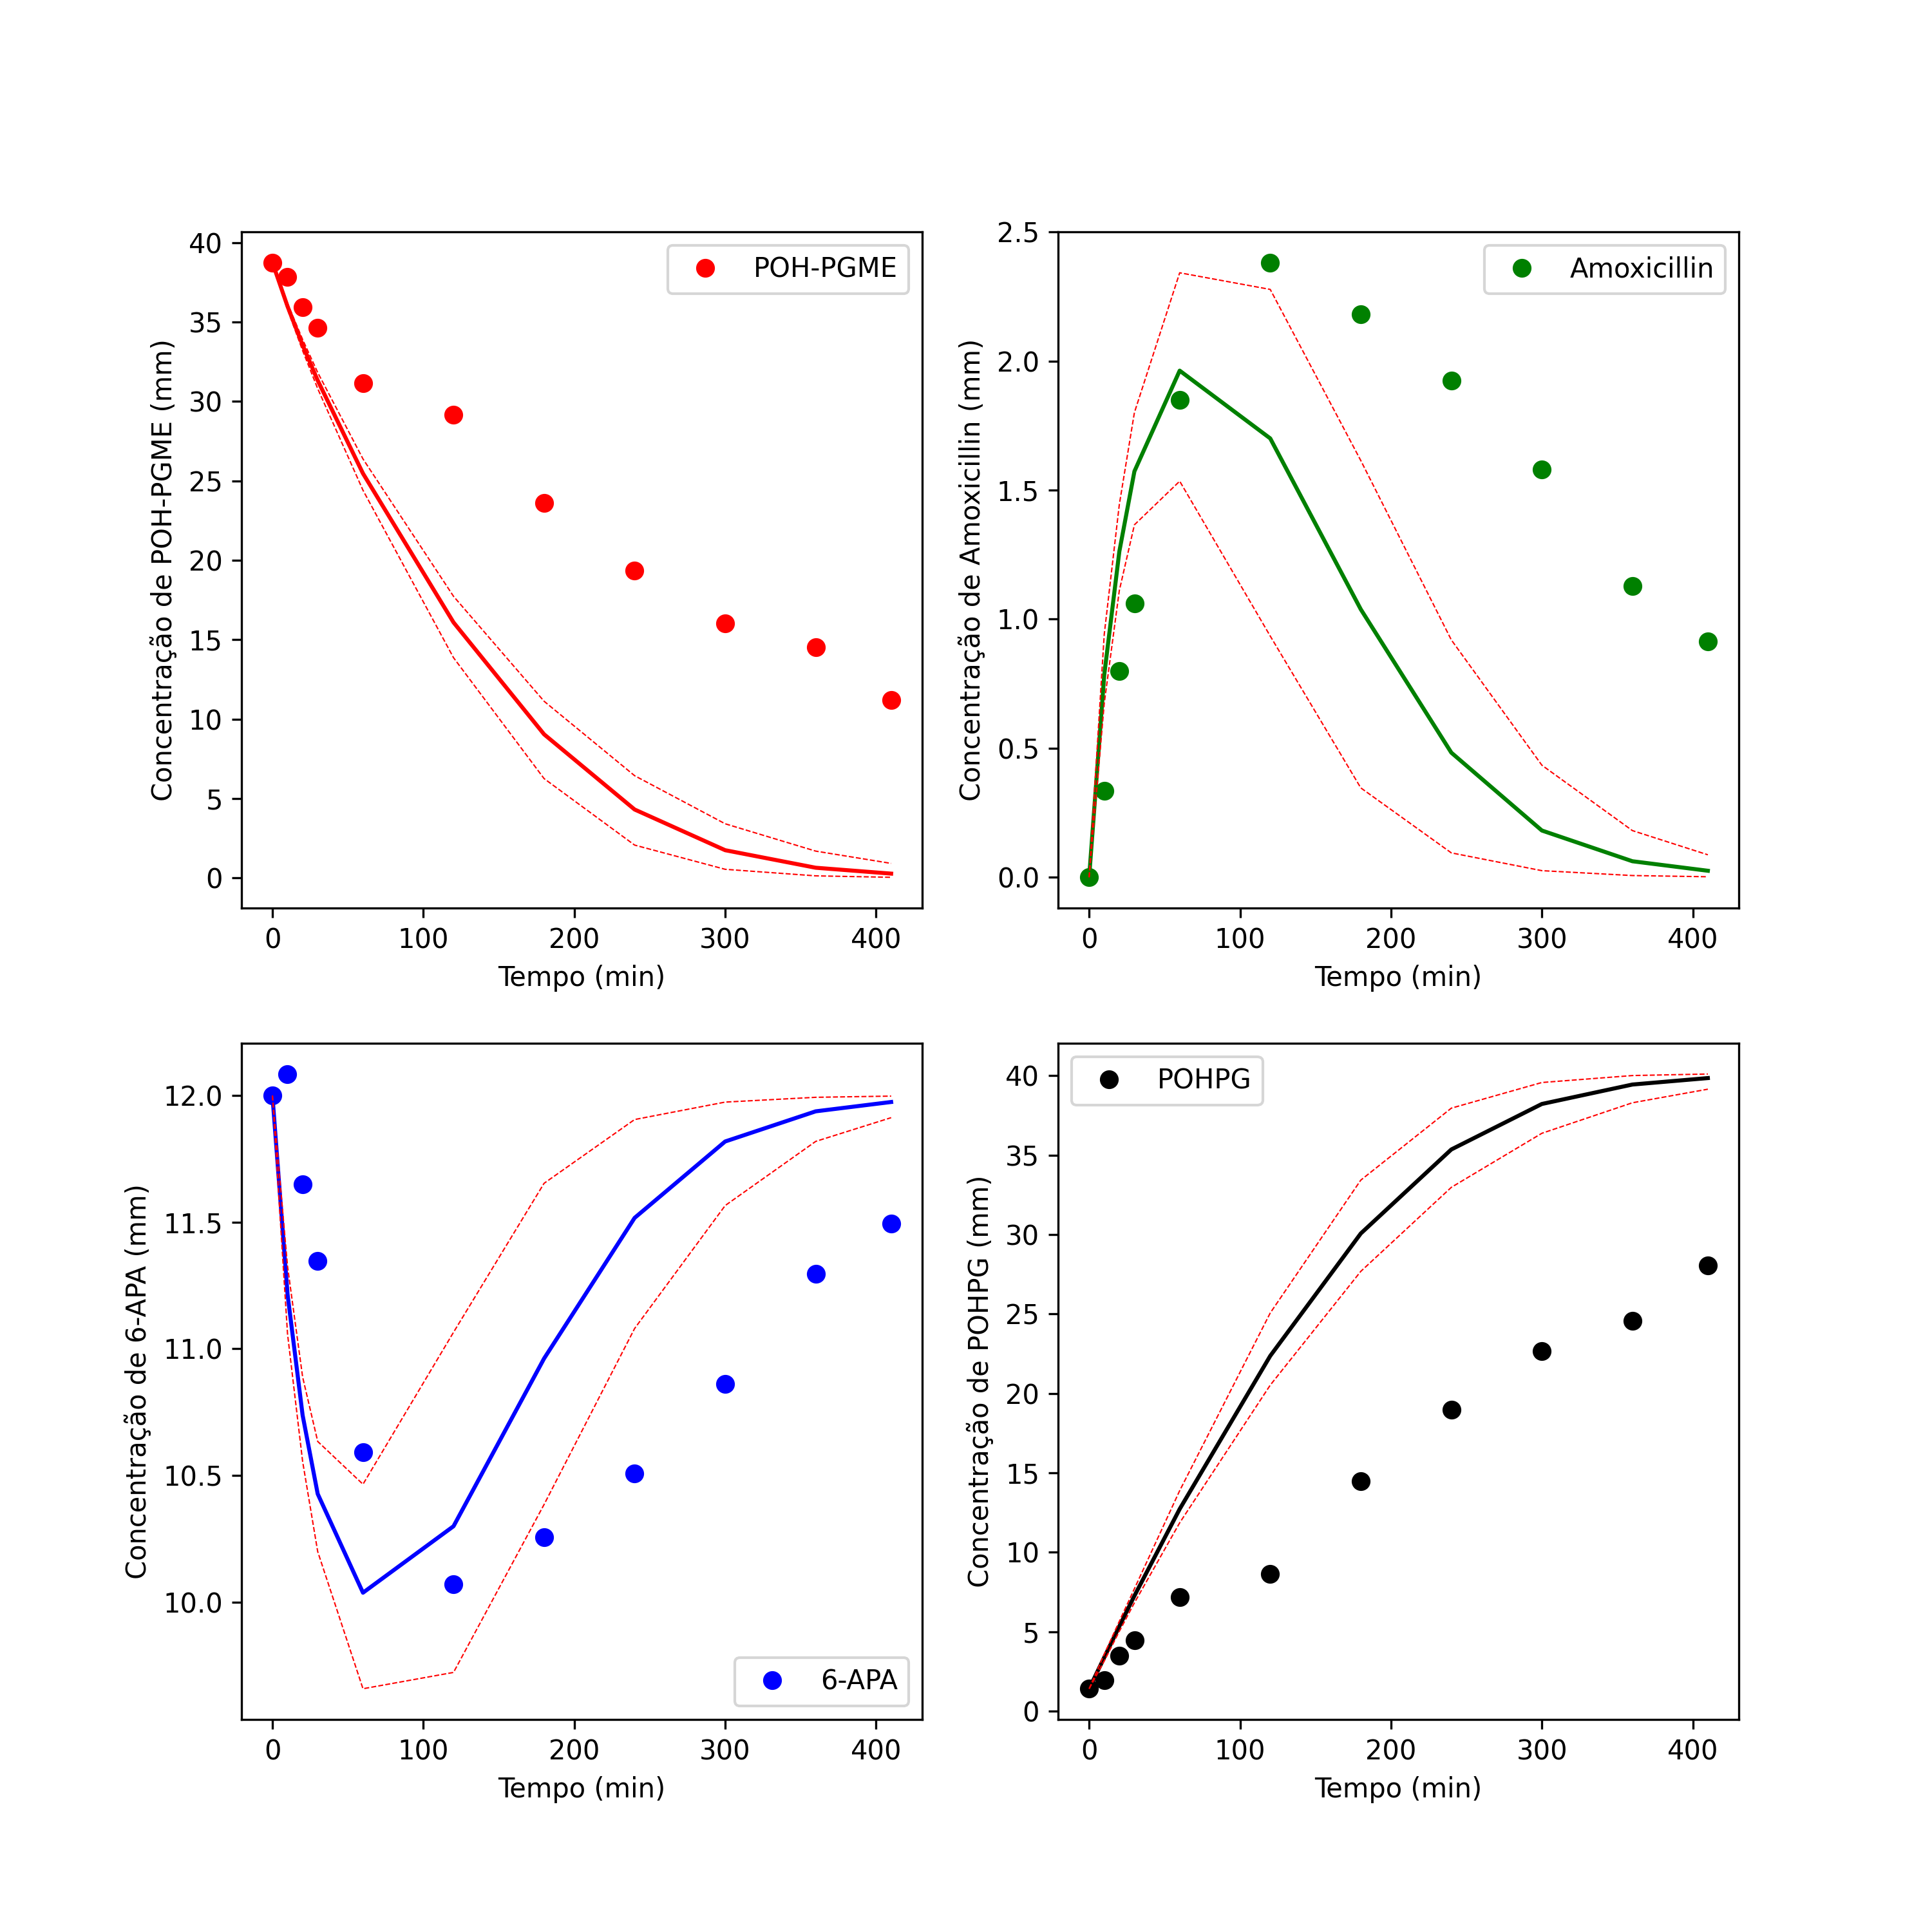 Concentração de POH-PGME (mm)
40
35
30
25
20
15
10
5
0
POH-PGME
0 100 200 300 400
Tempo (min)
Concentração de Amoxicillin (mm)
2.5
2.0
1.5
1.0
0.5
0.0
Amoxicillin
0 100 200 300 400
Tempo (min)
Concentração de 6-APA (mm)
12.0
11.5
11.0
10.5
10.0
6-APA
0 100 200 300 400
Tempo (min)
Concentração de POHPG (mm)
40
35
30
25
20
15
10
5
0
POHPG
0 100 200 300 400
Tempo (min)